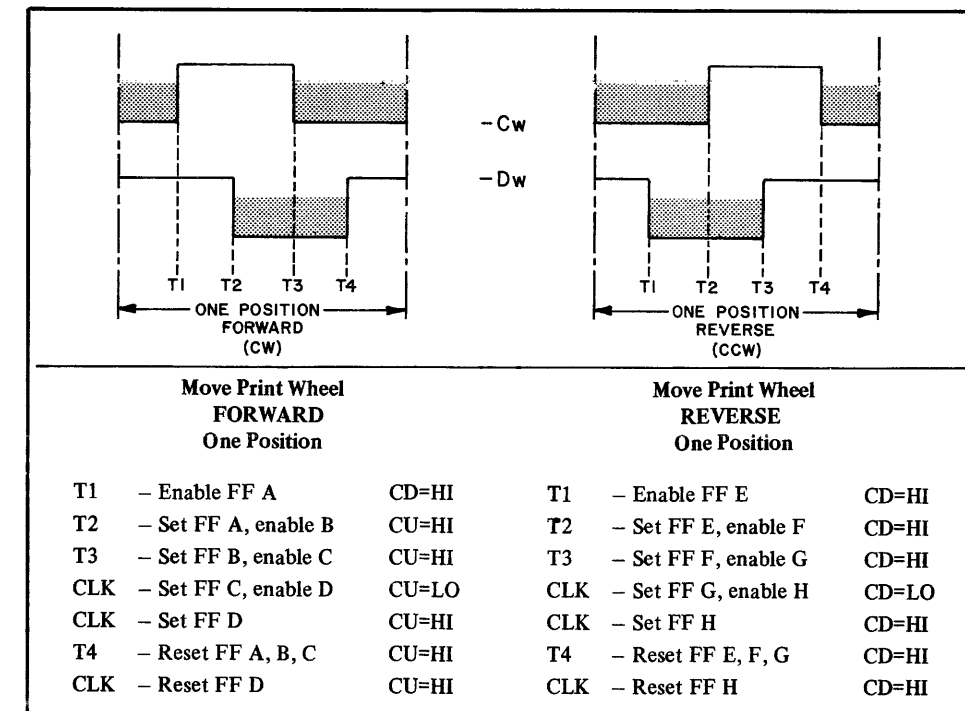 -Cw
-Dw
T1 T2 T3 T4
ONE POSITION
FORWARD
(CW)
T1 T2 T3 T4
ONE POSITION
REVERSE
(CCW)
Move Print Wheel
FORWARD
One Position
T1 – Enable FF A CD=HI
T2 – Set FF A, enable B CU=HI
T3 – Set FF B, enable C CU=HI
CLK – Set FF C, enable D CU=LO
CLK – Set FF D CU=HI
T4 – Reset FF A, B, C CU=HI
CLK – Reset FF D CU=HI
Move Print Wheel
REVERSE
One Position
T1 – Enable FF E CD=HI
T2 – Set FF E, enable F CD=HI
T3 – Set FF F, enable G CD=HI
CLK – Set FF G, enable H CD=LO
CLK – Set FF H CD=HI
T4 – Reset FF E, F, G CD=HI
CLK – Reset FF H CD=HI